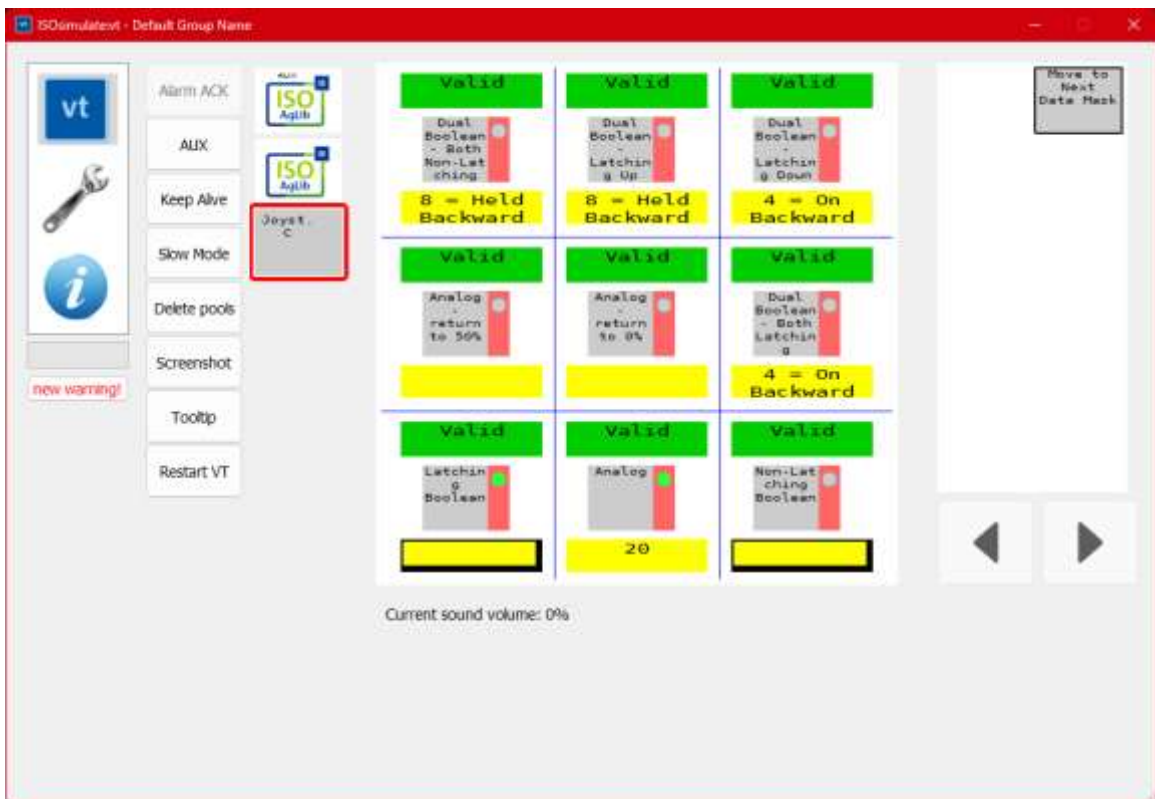 ISOsimulatevt - Default Group Name
vt
Alarm ACK
AUX
Keep Alive
Slow Mode
Delete pools
Screenshot
Tooltip
Restart VT
new warning!
AUX
ISO
AgLib
ISO
AgLib
Joyst.
C
Valid
Dual
Boolean
- Both
Non-Lat
ching
8 = Held
Backward
Valid
Dual
Boolean
-
Latchin
g Up
8 = Held
Backward
Valid
Dual
Boolean
-
Latchin
g Down
4 = On
Backward
Valid
Analog
-
return
to 50%
Valid
Analog
-
return
to 0%
Valid
Dual
Boolean
- Both
Latchin
g
4 = On
Backward
Valid
Latchin
g
Boolean
Valid
Analog
20
Valid
Non-Lat
ching
Boolean
Move to
Next
Data Mask
Current sound volume: 0%